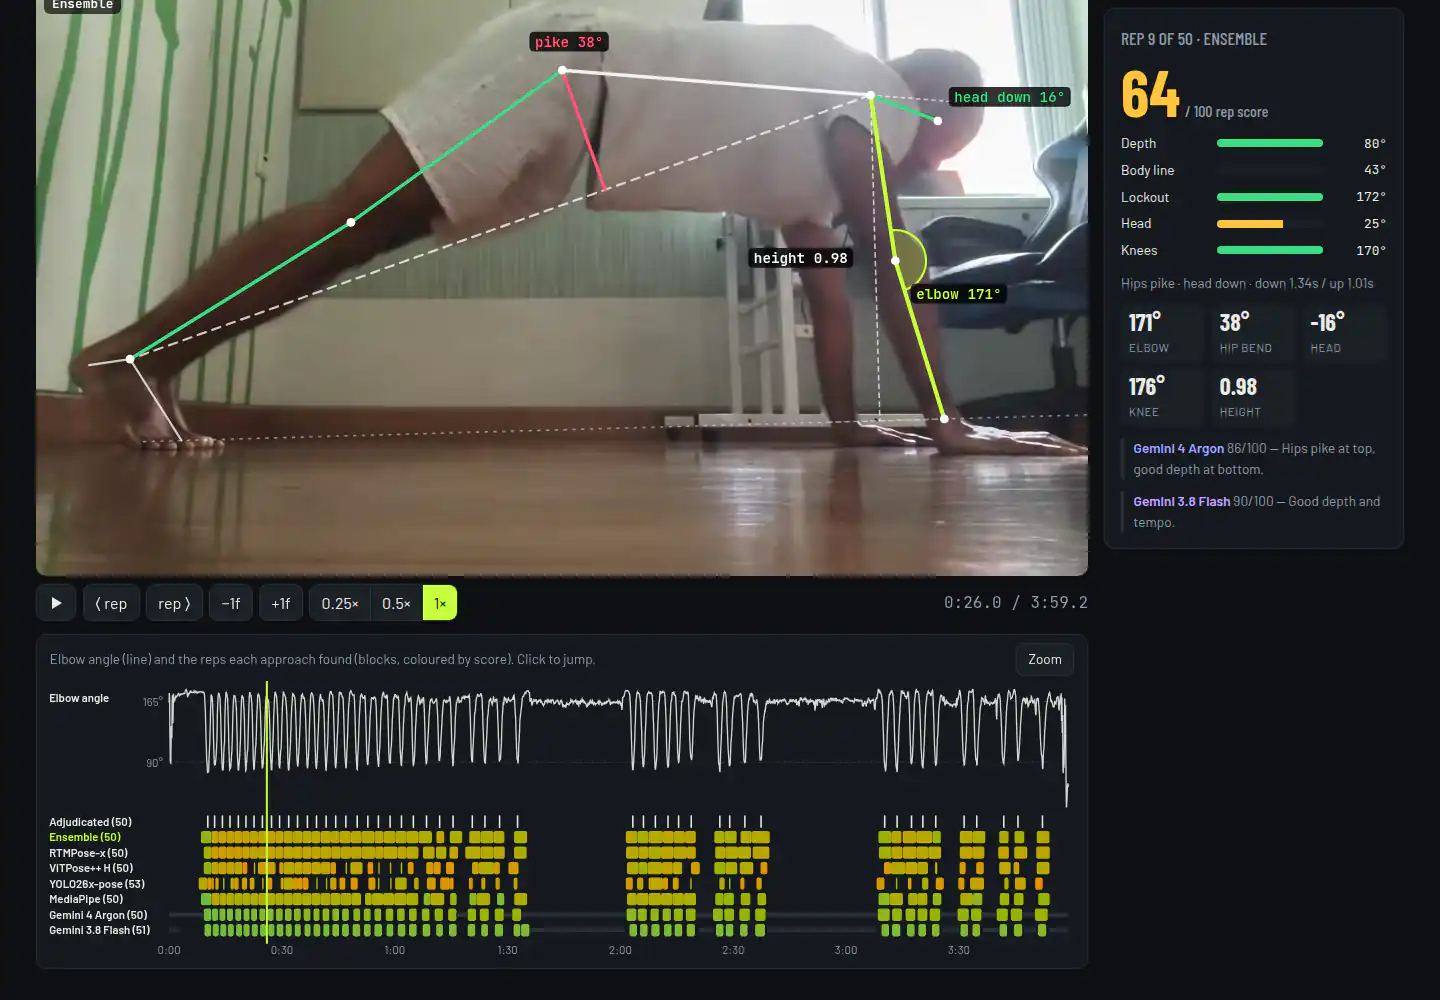 Ensemble
pike 38°
head down 16°
height 0.98
elbow 171°
REP 9 OF 50 · ENSEMBLE
64 / 100 rep score
Depth 80°
Body line 43°
Lockout 172°
Head 25°
Knees 170°
Hips pike · head down · down 1.34s / up 1.01s
171° 38° -16°
ELBOW HIP BEND HEAD
176° 0.98
KNEE HEIGHT
Gemini 4 Argon 86/100 — Hips pike at top,
good depth at bottom.
Gemini 3.8 Flash 90/100 — Good depth and
tempo.
⟨ rep rep ⟩ −1f +1f 0.25× 0.5× 1× 0:26.0 / 3:59.2
Elbow angle (line) and the reps each approach found (blocks, coloured by score). Click to jump. Zoom
Elbow angle 165°
90°
Adjudicated (50)
Ensemble (50)
RTMPose-x (50)
ViTPose++ H (50)
YOLO26x-pose (53)
MediaPipe (50)
Gemini 4 Argon (50)
Gemini 3.8 Flash (51)
0:00 0:30 1:00 1:30 2:00 2:30 3:00 3:30